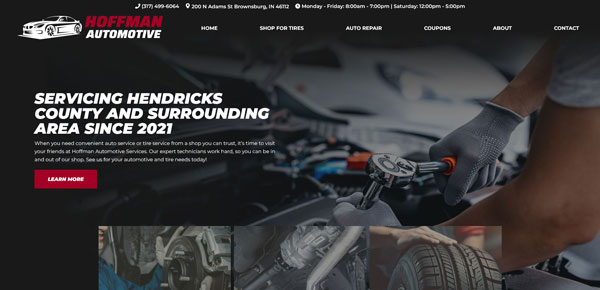 (317) 499-6064 200 N Adams St Brownsburg, IN 46112 Monday - Friday: 8:00am - 7:00pm | Saturday: 12:00pm - 5:00pm
HOFFMAN
AUTOMOTIVE
HOME SHOP FOR TIRES AUTO REPAIR COUPONS ABOUT CONTACT
SERVICING HENDRICKS
COUNTY AND SURROUNDING
AREA SINCE 2021
When you need convenient auto service or tire service from a shop you can trust, it's time to visit
your friends at Hoffman Automotive Services. Our expert technicians work hard, so you can be in
and out of our shop. See us for your automotive and tire needs today!
LEARN MORE